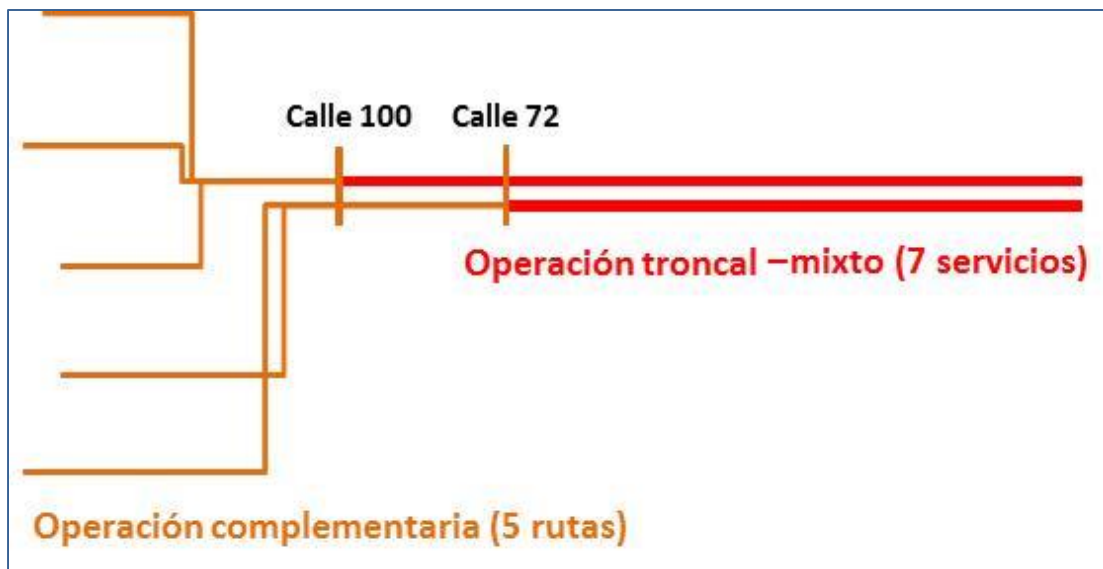 Calle 100 Calle 72
Operación troncal –mixto (7 servicios)
Operación complementaria (5 rutas)